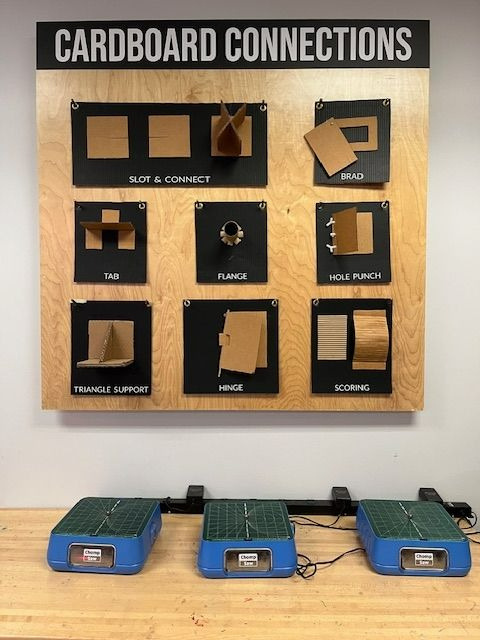 CARDBOARD CONNECTIONS
SLOT & CONNECT
BRAD
TAB
FLANGE
HOLE PUNCH
TRIANGLE SUPPORT
HINGE
SCORING
Chomp
Saw
Chomp
Saw
Chomp
Saw